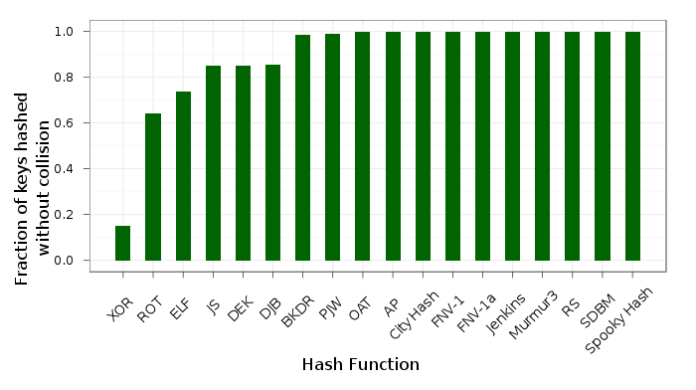 1.0
0.8
0.6
0.4
0.2
0.0
Fraction of keys hashed
without collision
XOR
ROT
ELF
JS
DEK
DJB
BKDR
PJW
OAT
AP
City Hash
FNV-1
FNV-1a
Jenkins
Murmur3
RS
SDBM
Spooky Hash
Hash Function